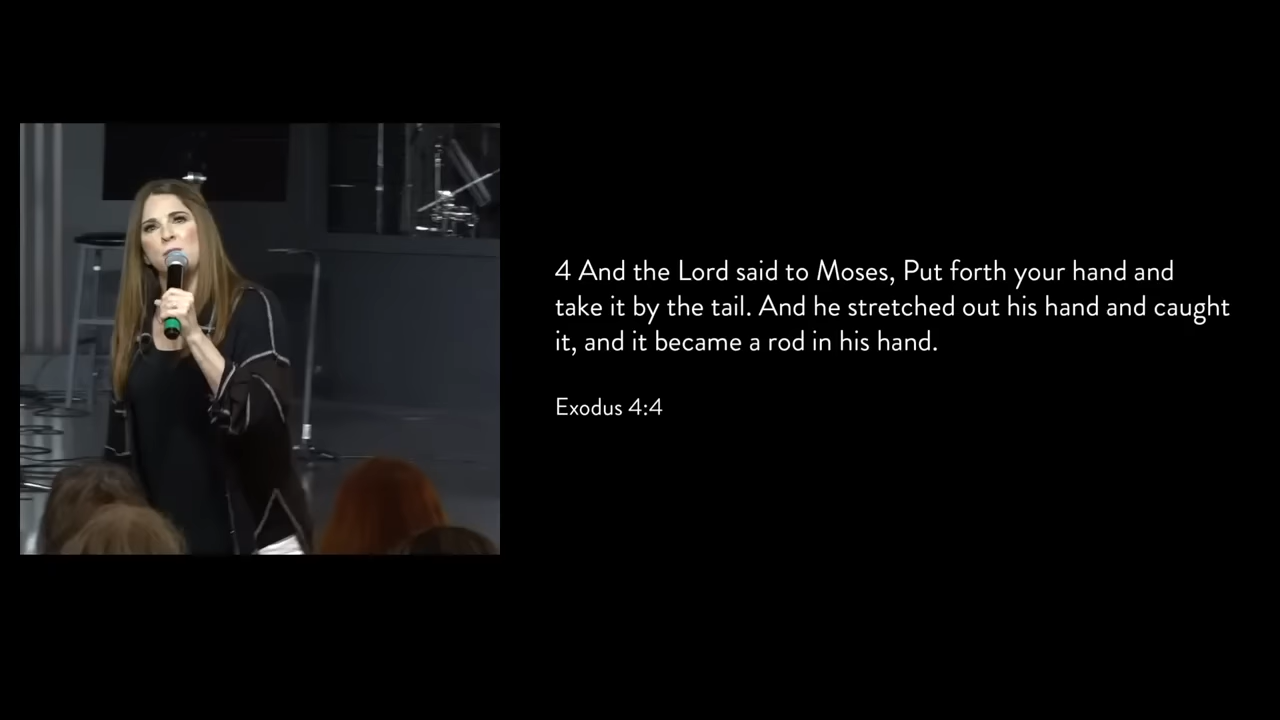 4 And the Lord said to Moses, Put forth your hand and
take it by the tail. And he stretched out his hand and caught
it, and it became a rod in his hand.
Exodus 4:4